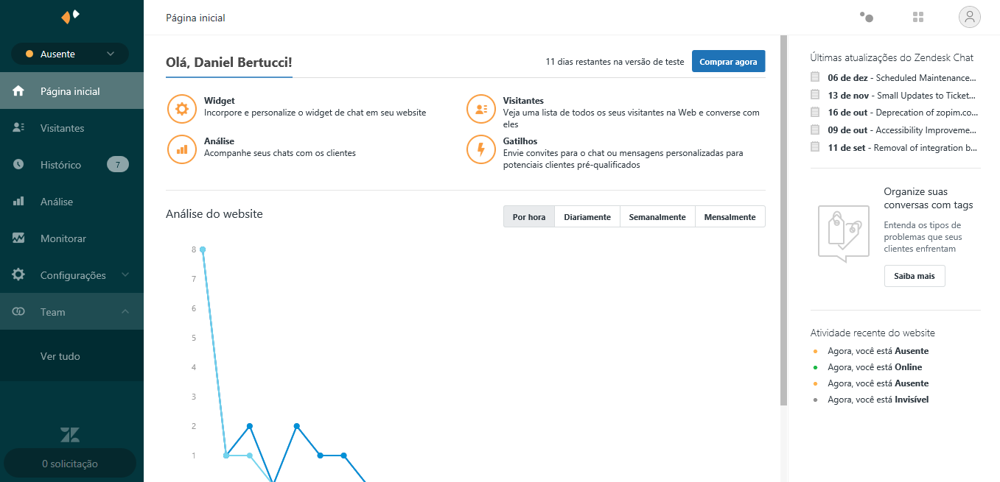 Ausente
Página inicial
Visitantes
Histórico
7
Análise
Monitorar
Configurações
Team
Ver tudo
0 solicitação
Página inicial
Olá, Daniel Bertucci!
11 dias restantes na versão de teste
Comprar agora
Widget
Incorpore e personalize o widget de chat em seu website
Visitantes
Veja uma lista de todos os seus visitantes na Web e converse com
eles
Análise
Acompanhe seus chats com os clientes
Gatilhos
Envie convites para o chat ou mensagens personalizadas para
potenciais clientes pré-qualificados
Análise do website
Por hora
Diariamente
Semanalmente
Mensalmente
8
7
6
5
4
3
2
1
Últimas atualizações do Zendesk Chat
06 de dez - Scheduled Maintenance...
13 de nov - Small Updates to Ticket...
16 de out - Deprecation of zopim.co...
09 de out - Accessibility Improveme...
11 de set - Removal of integration b...
Organize suas
conversas com tags
Entenda os tipos de
problemas que seus
clientes enfrentam
Saiba mais
Atividade recente do website
Agora, você está Ausente
Agora, você está Online
Agora, você está Ausente
Agora, você está Invisível